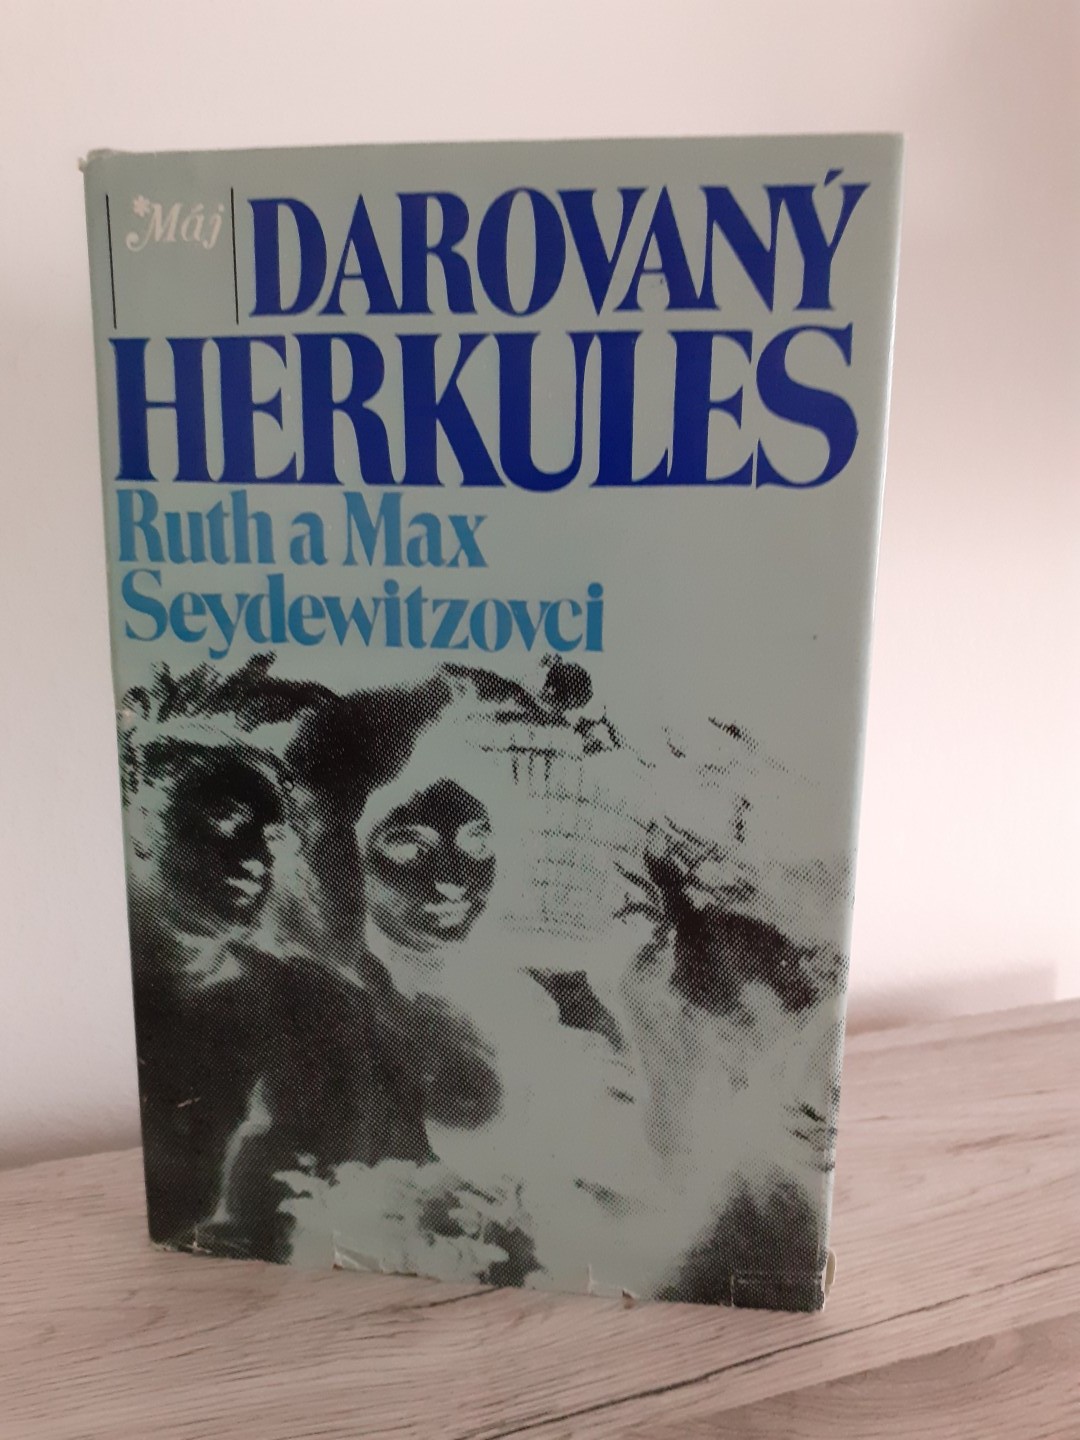 *Máj
DAROVANÝ
HERKULES
Ruth a Max
Seydewitzovci